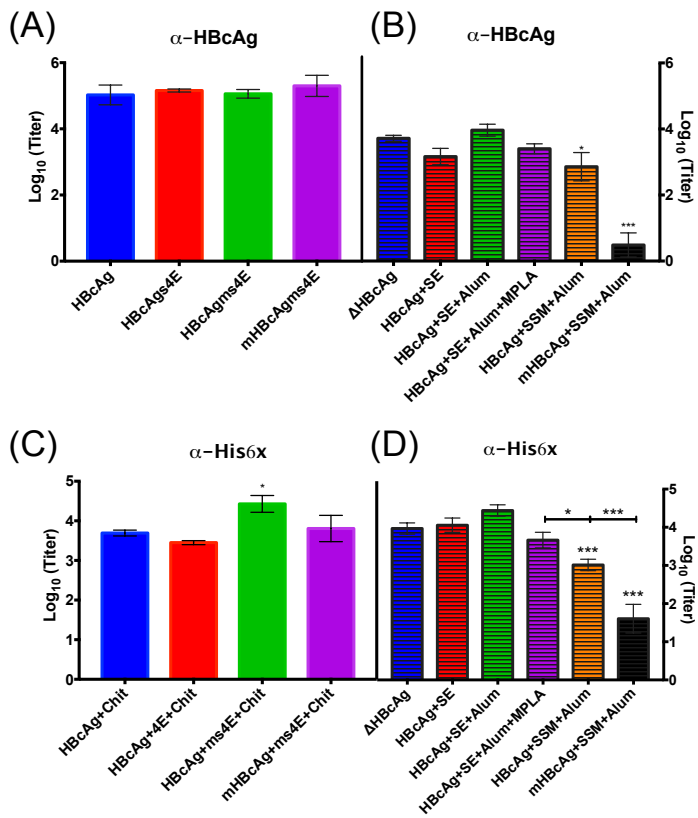 (A)
α-HBcAg
Log10 (Titer)
6
4
2
0
HBcAg
HBcAgs4E
HBcAgms4E
mHBcAgms4E
(B)
α-HBcAg
*
***
6
4
2
0
Log10 (Titer)
ΔHBcAg
HBcAg+SE
HBcAg+SE+Alum
HBcAg+SE+Alum+MPLA
HBcAg+SSM+Alum
mHBcAg+SSM+Alum
(C)
α-His6x
Log10 (Titer)
5
4
3
2
1
0
*
HBcAg+Chit
HBcAg+4E+Chit
HBcAg+ms4E+Chit
mHBcAg+ms4E+Chit
(D)
α-His6x
* ***
***
***
5
4
3
2
1
0
Log10 (Titer)
ΔHBcAg
HBcAg+SE
HBcAg+SE+Alum
HBcAg+SE+Alum+MPLA
HBcAg+SSM+Alum
mHBcAg+SSM+Alum